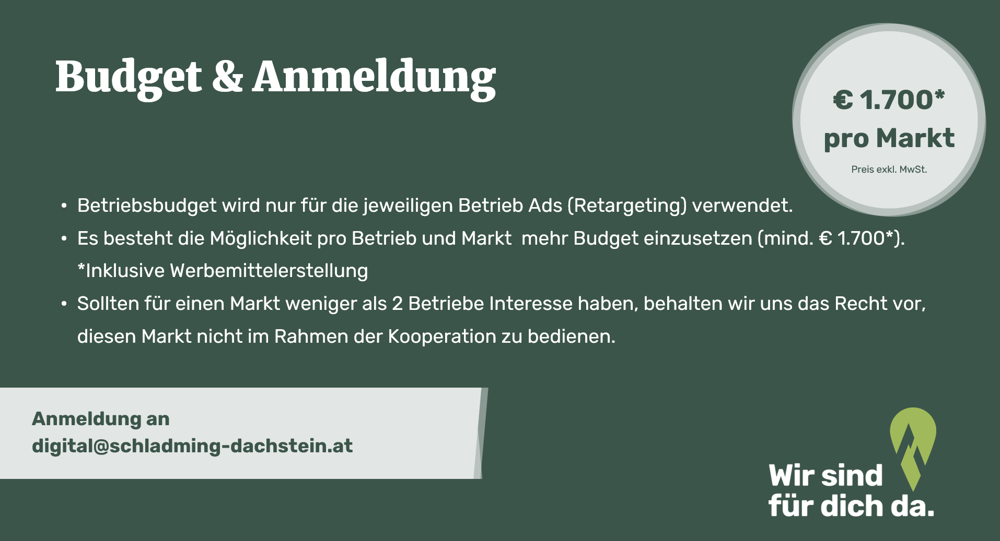 Budget & Anmeldung
€ 1.700*
pro Markt
Preis exkl. MwSt.
• Betriebsbudget wird nur für die jeweiligen Betrieb Ads (Retargeting) verwendet.
• Es besteht die Möglichkeit pro Betrieb und Markt  mehr Budget einzusetzen (mind. € 1.700*).
*Inklusive Werbemittelerstellung
• Sollten für einen Markt weniger als 2 Betriebe Interesse haben, behalten wir uns das Recht vor,
diesen Markt nicht im Rahmen der Kooperation zu bedienen.
Anmeldung an
digital@schladming-dachstein.at
Wir sind
für dich da.